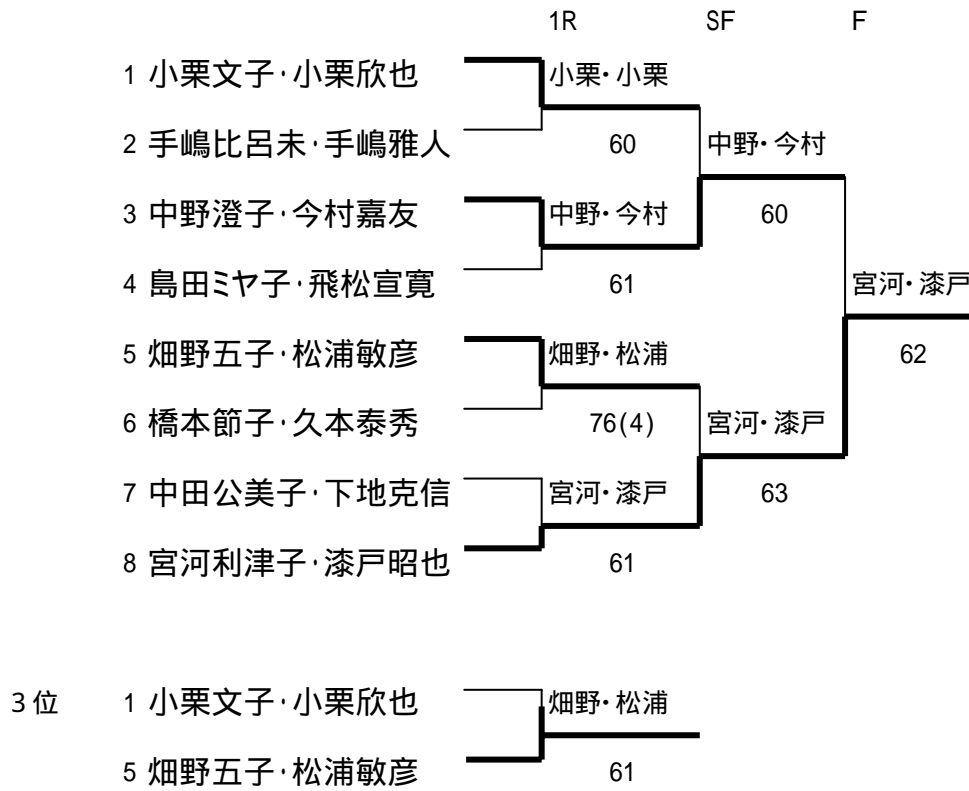 1R SF F
1 小栗文子・小栗欣也 小栗・小栗
2 手嶋比呂未・手嶋雅人 60 中野・今村
3 中野澄子・今村嘉友 中野・今村 60
4 島田ミヤ子・飛松宣寛 61 宮河・漆戸
5 畑野五子・松浦敏彦 畑野・松浦 62
6 橋本節子・久本泰秀 76(4) 宮河・漆戸
7 中田公美子・下地克信 宮河・漆戸 63
8 宮河利津子・漆戸昭也 61
3位 1 小栗文子・小栗欣也 畑野・松浦
5 畑野五子・松浦敏彦 61